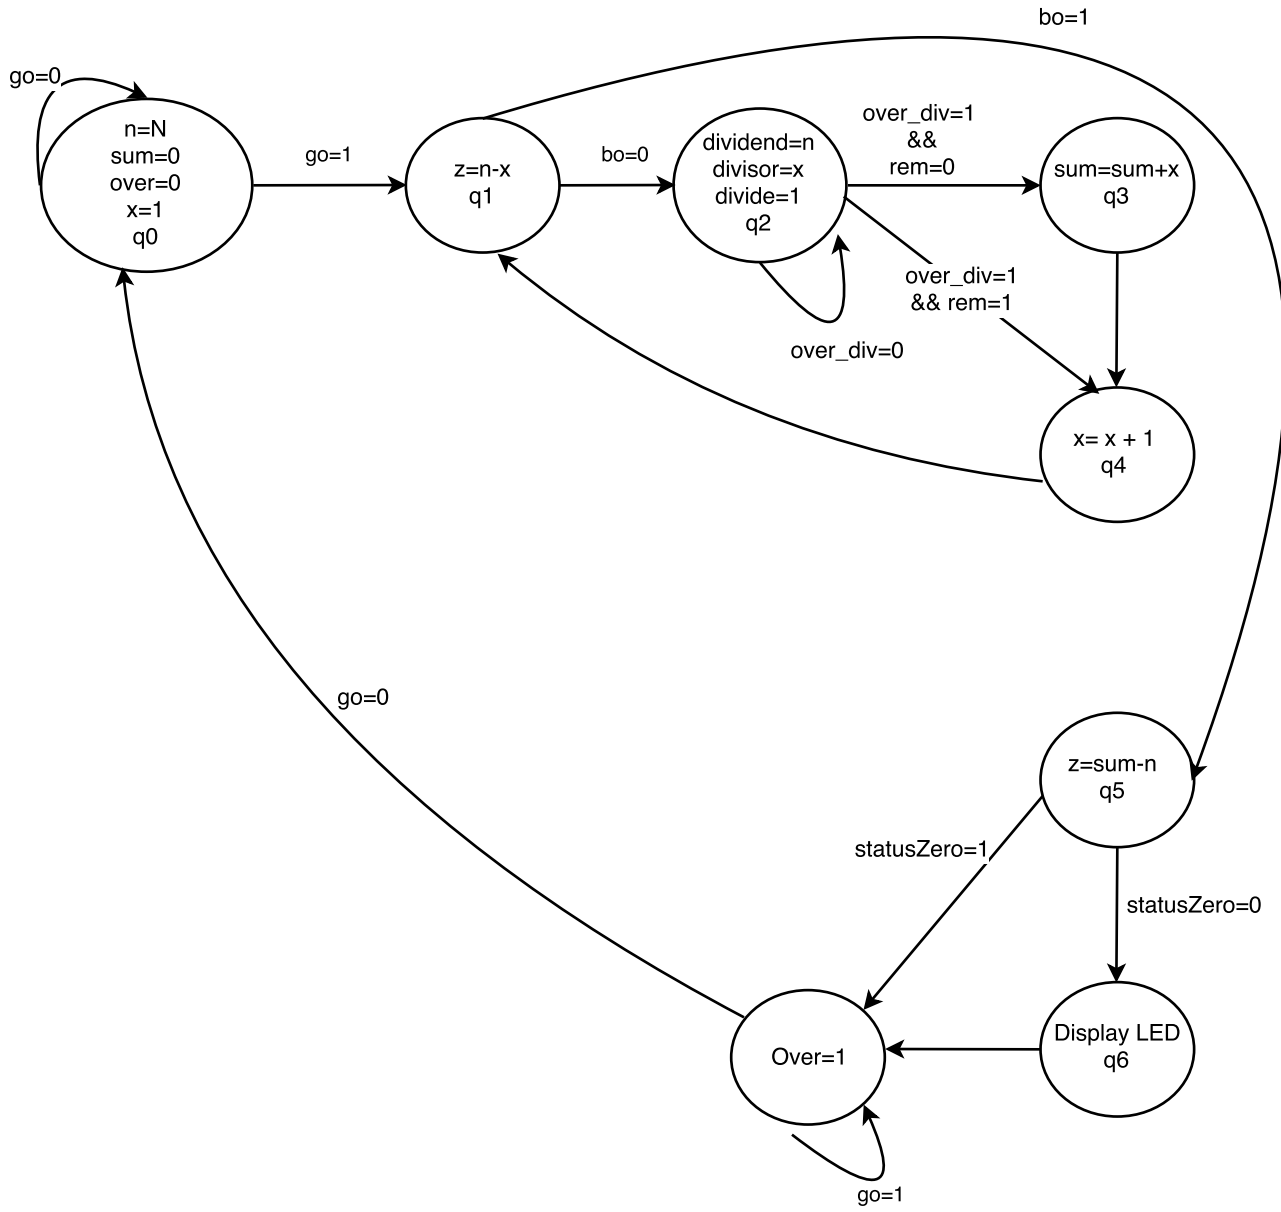 bo=1
go=0
n=N
sum=0
over=0
x=1
q0
go=1
z=n-x
q1
bo=0
dividend=n
divisor=x
divide=1
q2
over_div=1
&&
rem=0
sum=sum+x
q3
over_div=1
&& rem=1
over_div=0
x= x + 1
q4
go=0
z=sum-n
q5
statusZero=1
statusZero=0
Display LED
q6
Over=1
go=1